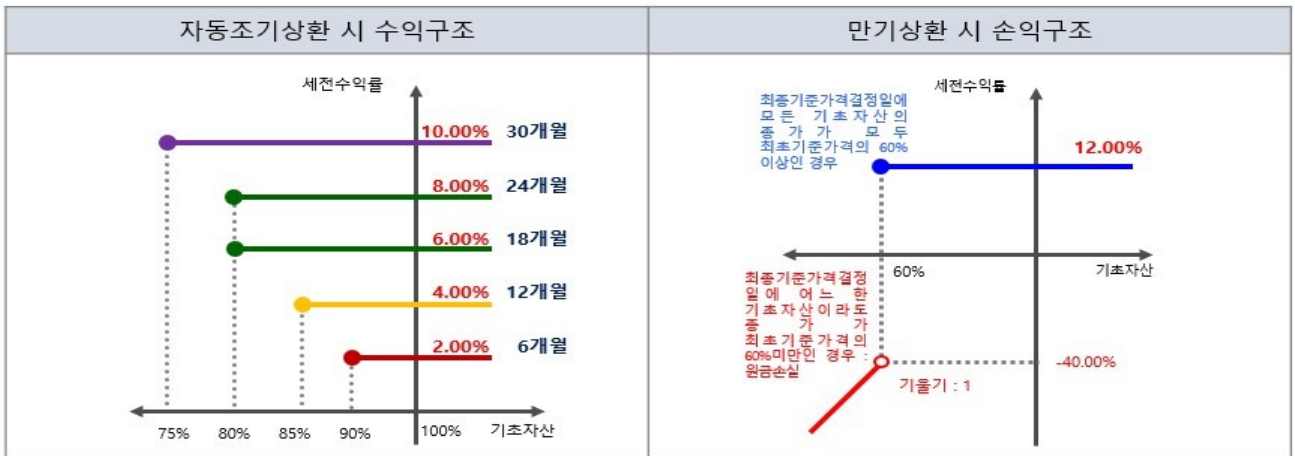 자동조기상환 시 수익구조
세전수익률
10.00% 30개월
8.00% 24개월
6.00% 18개월
4.00% 12개월
2.00% 6개월
75% 80% 85% 90% 100% 기초자산
만기상환 시 손익구조
세전수익률
최종기준가격결정일에
모든 기초자산의
종가가 모두
최초기준가격의 60%
이상인 경우
12.00%
60%
기초자산
최종기준가격결정
일에 어느 한
기초자산이라도
종가가
최초기준가격의
60%미만인 경우 :
원금손실
-40.00%
기울기 : 1